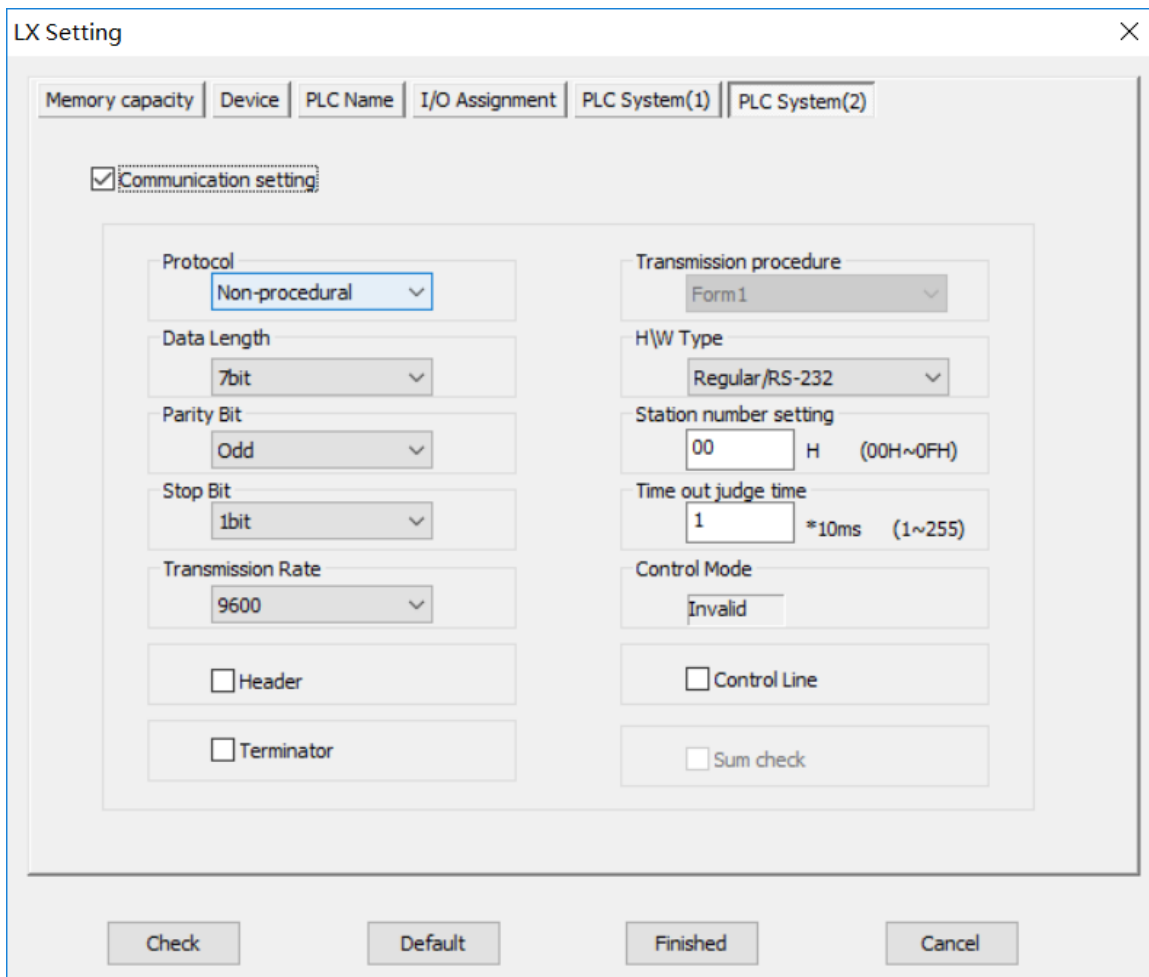 LX Setting
Memory capacity Device PLC Name I/O Assignment PLC System(1) PLC System(2)
Communication setting
Protocol
Non-procedural
Transmission procedure
Form1
Data Length
7bit
H\W Type
Regular/RS-232
Parity Bit
Odd
Station number setting
00 H (00H~0FH)
Stop Bit
1bit
Time out judge time
1 *10ms (1~255)
Transmission Rate
9600
Control Mode
Invalid
Header
Control Line
Terminator
Sum check
Check Default Finished Cancel